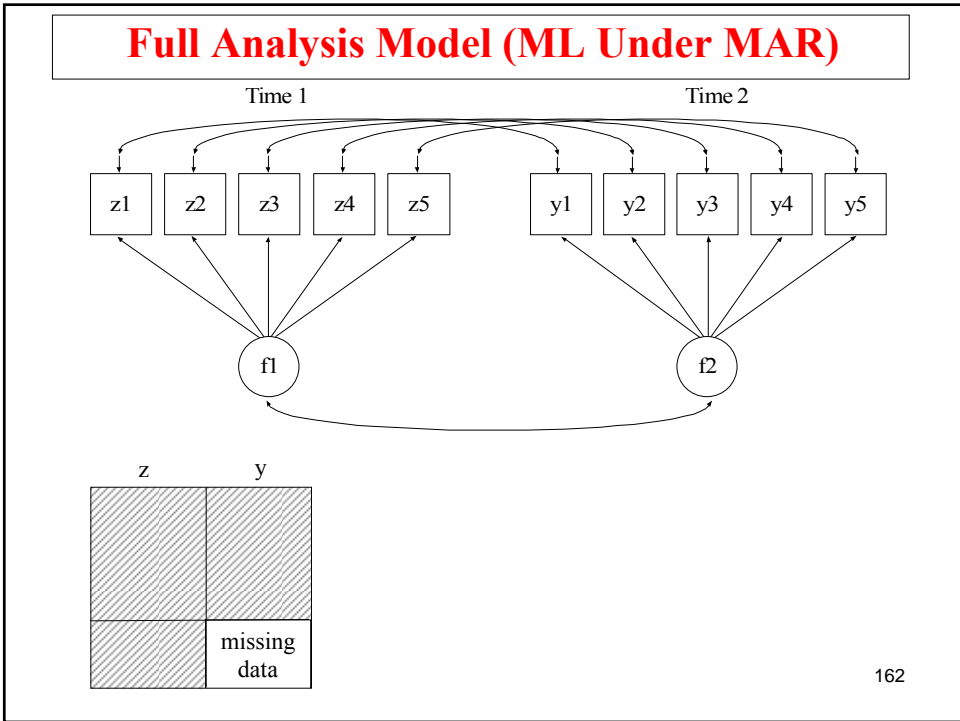 Full Analysis Model (ML Under MAR)
Time 1 Time 2
z1 z2 z3 z4 z5 y1 y2 y3 y4 y5
f1 f2
z y
missing
data
162